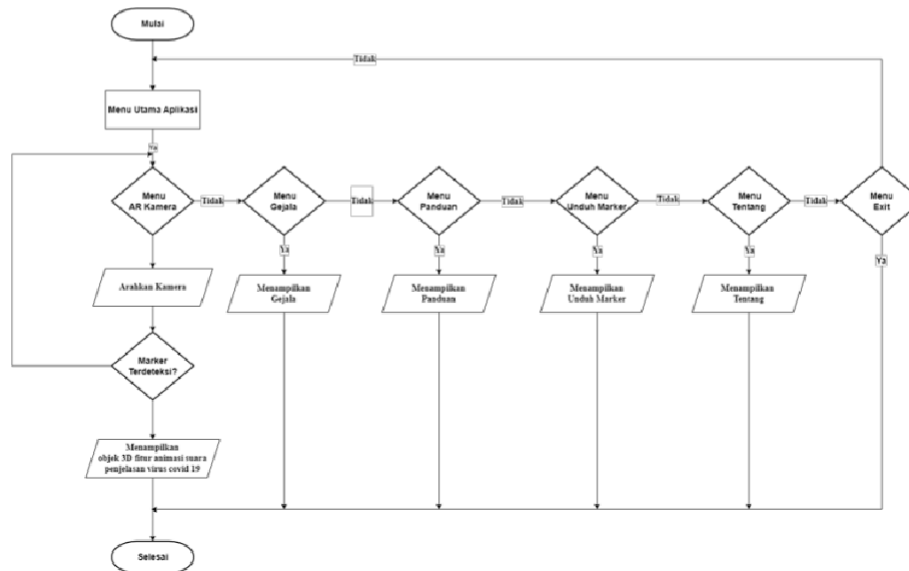 Mulai
Tidak
Menu Utama Aplikasi
Ya
Menu
AR Kamera
Tidak
Menu
Gejala
Tidak
Menu
Panduan
Tidak
Menu
Unduh Marker
Tidak
Menu
Tentang
Tidak
Menu
Exit
Ya
Ya
Ya
Ya
Ya
Arahkan Kamera
Menampilkan
Gejala
Menampilkan
Panduan
Menampilkan
Unduh Marker
Menampilkan
Tentang
Marker
Terdeteksi?
Menampilkan
objek 3D fitur animasi suara
penjelasan virus covid 19
Selesai